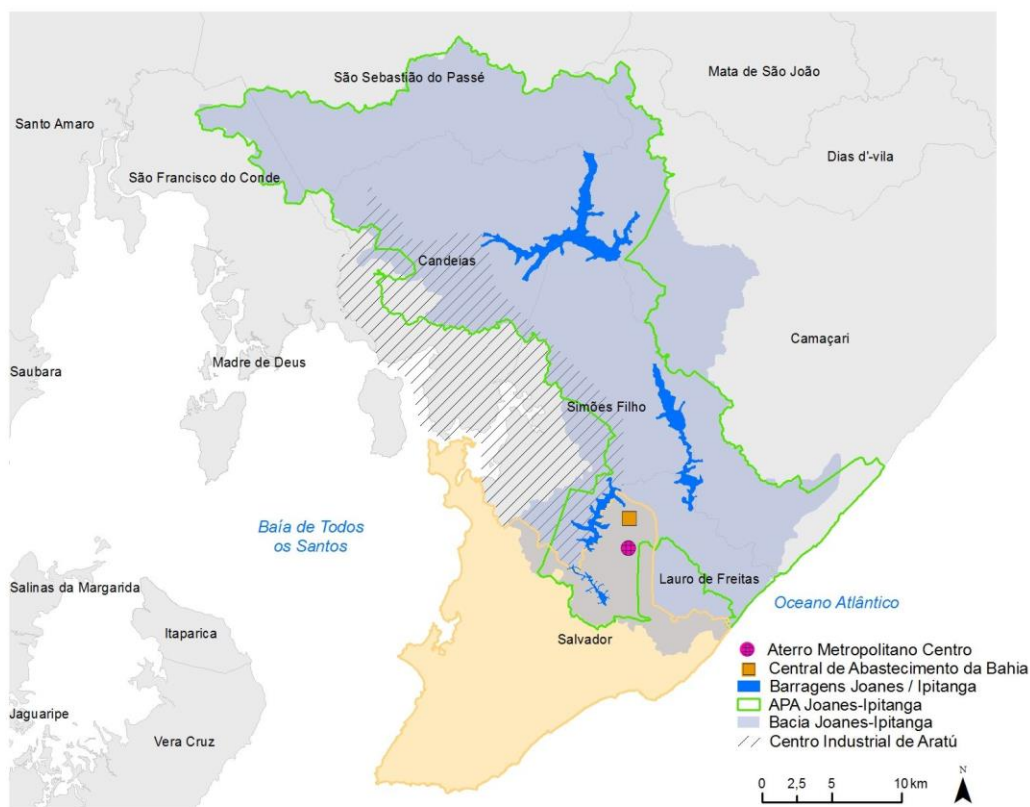 São Sebastião do Passé
Mata de São João
Santo Amaro
Dias d'-vila
São Francisco do Conde
Candeias
Camaçari
Madre de Deus
Saubara
Simões Filho
Baía de Todos
os Santos
Lauro de Freitas
Salinas da Margarida
Oceano Atlântico
Itaparica
Salvador
Jaguaripe
Vera Cruz
Aterro Metropolitano Centro
Central de Abastecimento da Bahia
Barragens Joanes / Ipitanga
APA Joanes-Ipitanga
Bacia Joanes-Ipitanga
Centro Industrial de Aratú
0 2,5 5 10 km
N